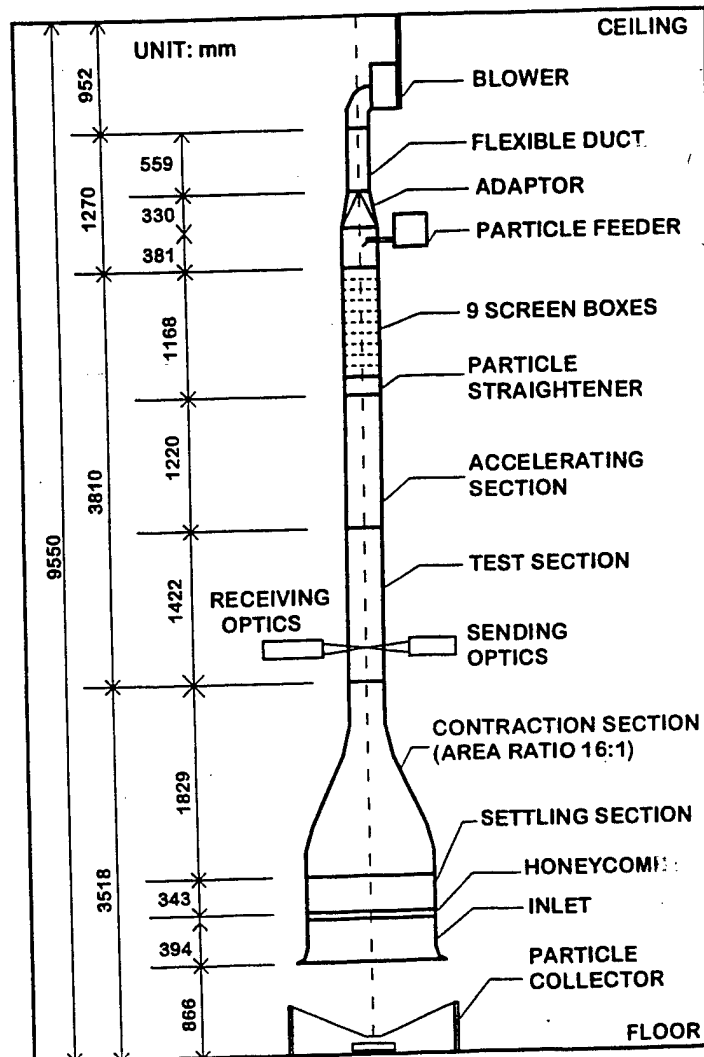 CEILING
UNIT: mm
BLOWER
952
FLEXIBLE DUCT
559
ADAPTOR
1270
330
PARTICLE FEEDER
381
9 SCREEN BOXES
1168
PARTICLE
STRAIGHTENER
1220
ACCELERATING
SECTION
3810
9550
TEST SECTION
1422
RECEIVING
OPTICS
SENDING
OPTICS
CONTRACTION SECTION
(AREA RATIO 16:1)
1829
SETTLING SECTION
3518
343
INLET
394
PARTICLE
COLLECTOR
866
FLOOR